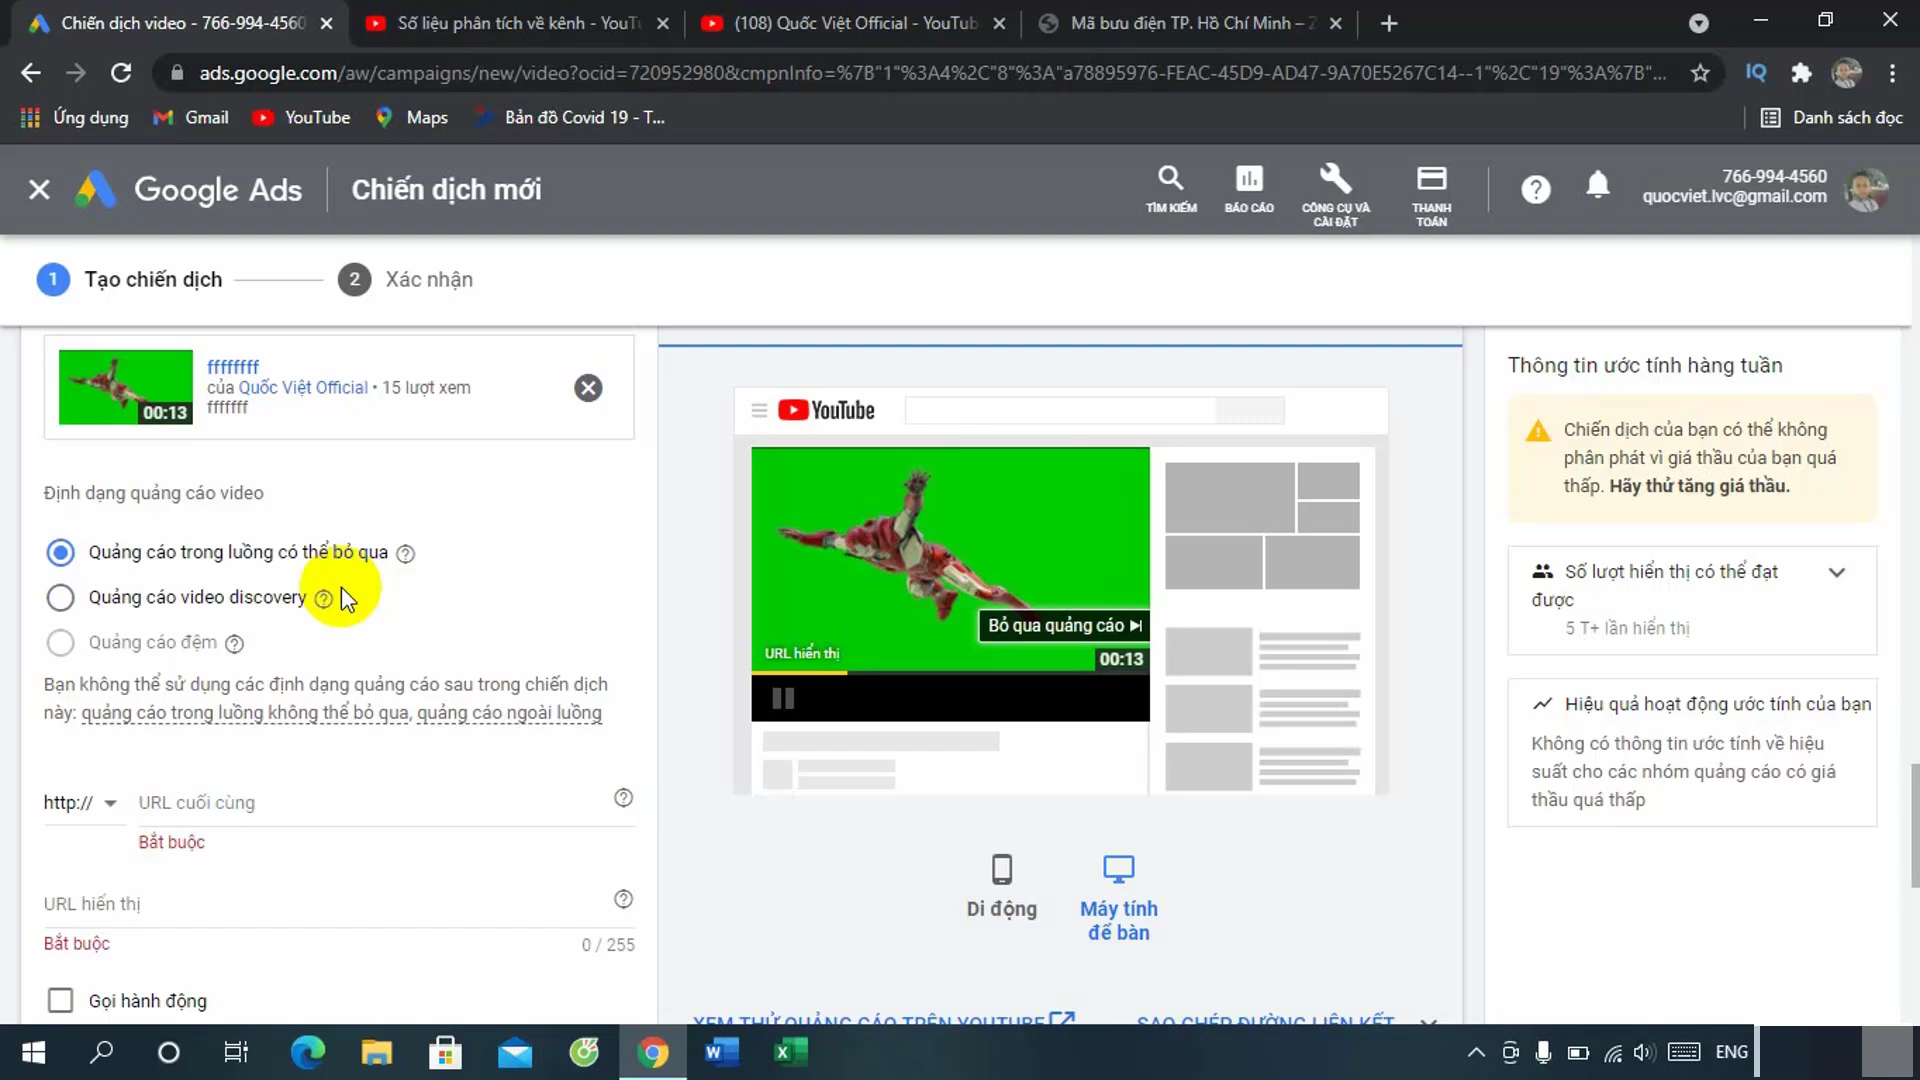 Chiến dịch video - 766-994-4560
Số liệu phân tích về kênh - YouTu
(108) Quốc Việt Official - YouTub
Mã bưu điện TP. Hồ Chí Minh – Z
ads.google.com/aw/campaigns/new/video?ocid=720952980&cmpnInfo=%7B"1"%3A4%2C"8"%3A"a78895976-FEAC-45D9-AD47-9A70E5267C14--1"%2C"19"%3A%7B"...
IQ
Ứng dụng
Gmail
YouTube
Maps
Bản đồ Covid 19 - T...
Danh sách đọc
Google Ads
Chiến dịch mới
TÌM KIẾM
BÁO CÁO
CÔNG CỤ VÀ
CÀI ĐẶT
THANH
TOÁN
766-994-4560
quocviet.lvc@gmail.com
1 Tạo chiến dịch
2 Xác nhận
00:13
ffffffff
của Quốc Việt Official • 15 lượt xem
fffffff
Định dạng quảng cáo video
Quảng cáo trong luồng có thể bỏ qua
Quảng cáo video discovery
Quảng cáo đệm
Bạn không thể sử dụng các định dạng quảng cáo sau trong chiến dịch
này: quảng cáo trong luồng không thể bỏ qua, quảng cáo ngoài luồng
http://
URL cuối cùng
Bắt buộc
URL hiển thị
Bắt buộc
0 / 255
Gọi hành động
YouTube
Bỏ qua quảng cáo
URL hiển thị
00:13
Di động
Máy tính
để bàn
XEM THỬ QUẢNG CÁO TRÊN YOUTUBE
SAO CHÉP ĐƯỜNG LIÊN KẾT
Thông tin ước tính hàng tuần
Chiến dịch của bạn có thể không
phân phát vì giá thầu của bạn quá
thấp. Hãy thử tăng giá thầu.
Số lượt hiển thị có thể đạt
được
5 T+ lần hiển thị
Hiệu quả hoạt động ước tính của bạn
Không có thông tin ước tính về hiệu
suất cho các nhóm quảng cáo có giá
thầu quá thấp
ENG